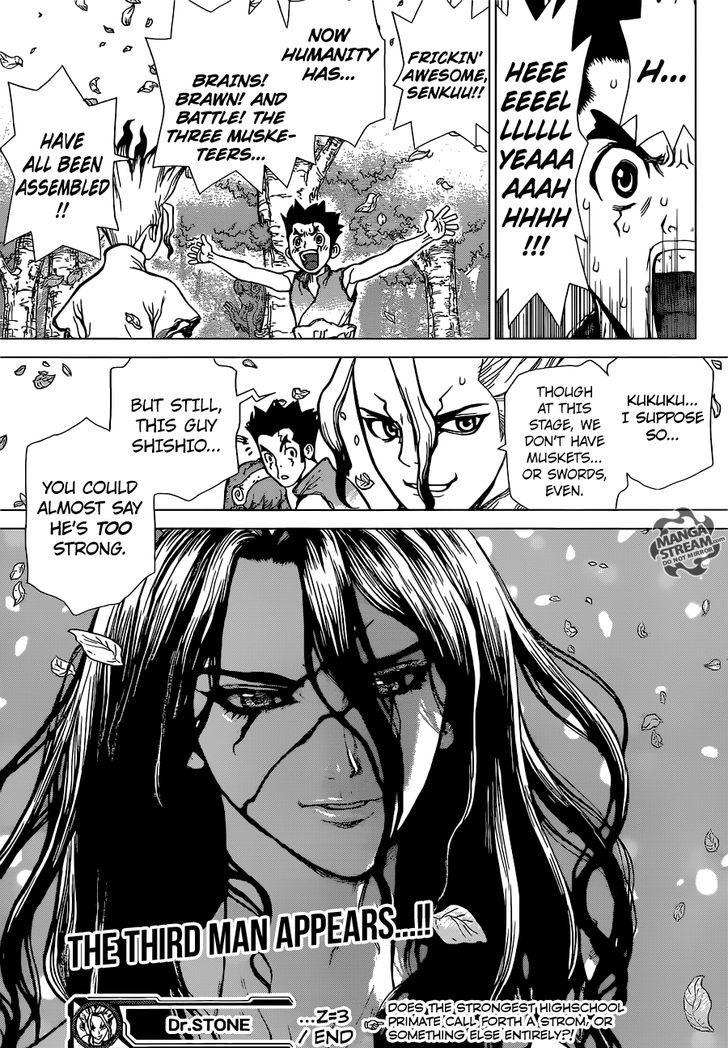 H...
HEEE
EEEEL
LLLLLL
YEAAA
AAAAH
HHHH
!!!
FRICKIN'
AWESOME,
SENKUU!!
NOW
HUMANITY
HAS...
BRAINS!
BRAWN! AND
BATTLE! THE
THREE MUSKE-
TEERS...
HAVE
ALL BEEN
ASSEMBLED
!!
KUKUKU...
... I SUPPOSE
SO...
THOUGH
AT THIS
STAGE, WE
DON'T HAVE
MUSKETS...
OR SWORDS,
EVEN.
BUT STILL,
THIS GUY
SHISHIO...
YOU COULD
ALMOST SAY
HE'S TOO
STRONG.
MANGA
STREAM.com
DO NOT MIRROR
THE THIRD MAN APPEARS...!!
Dr.STONE
...Z=3
/ END
DOES THE STRONGEST HIGHSCHOOL
PRIMATE CALL FORTH A STROM, OR
SOMETHING ELSE ENTIRELY?!